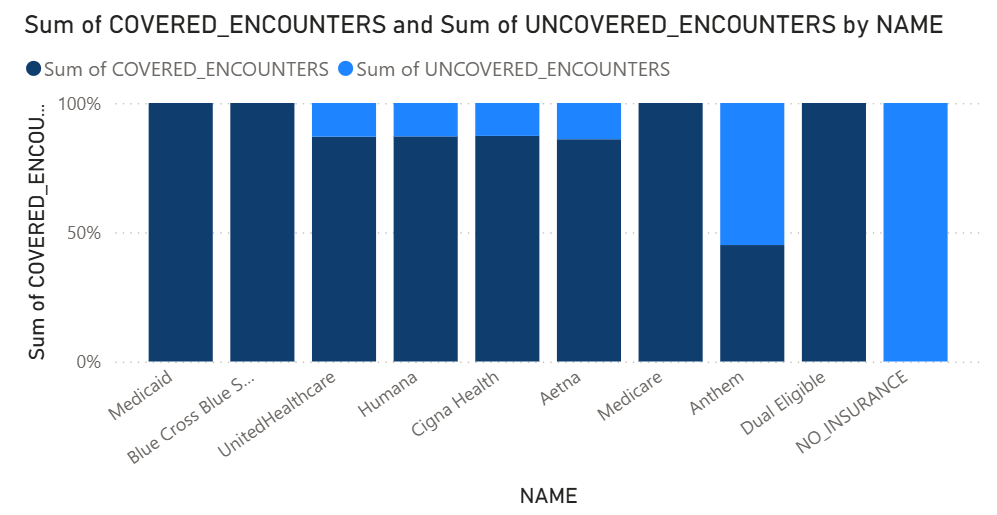 Sum of COVERED_ENCOUNTERS and Sum of UNCOVERED_ENCOUNTERS by NAME
Sum of COVERED_ENCOUNTERS Sum of UNCOVERED_ENCOUNTERS
Sum of COVERED_ENCOU...
100%
50%
0%
Medicaid
Blue Cross Blue S...
UnitedHealthcare
Humana
Cigna Health
Aetna
Medicare
Anthem
Dual Eligible
NO_INSURANCE
NAME